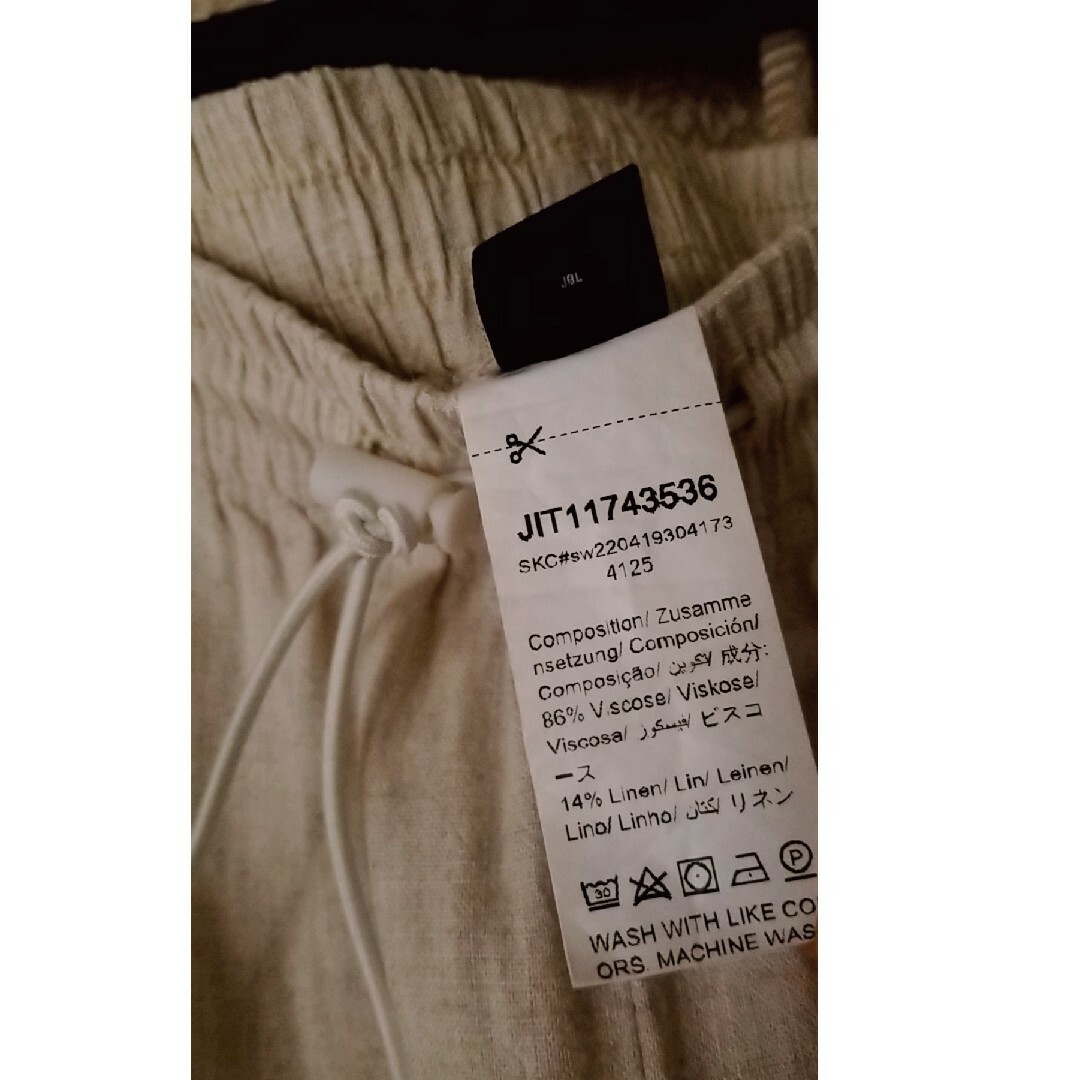 JIT11743536
SKC#sw220419304173
4125
Composition/ Zusamme
nsetzung/ Composición/
Composição/ تكوين/ 成分:
86% Viscose/ Viskose/
Viscosa/ فيسكوز/ ビスコ
ース
14% Linen/ Lin/ Leinen/
Lino/ Linho/ كتان/ リネン
30
P
WASH WITH LIKE CO
ORS. MACHINE WAS